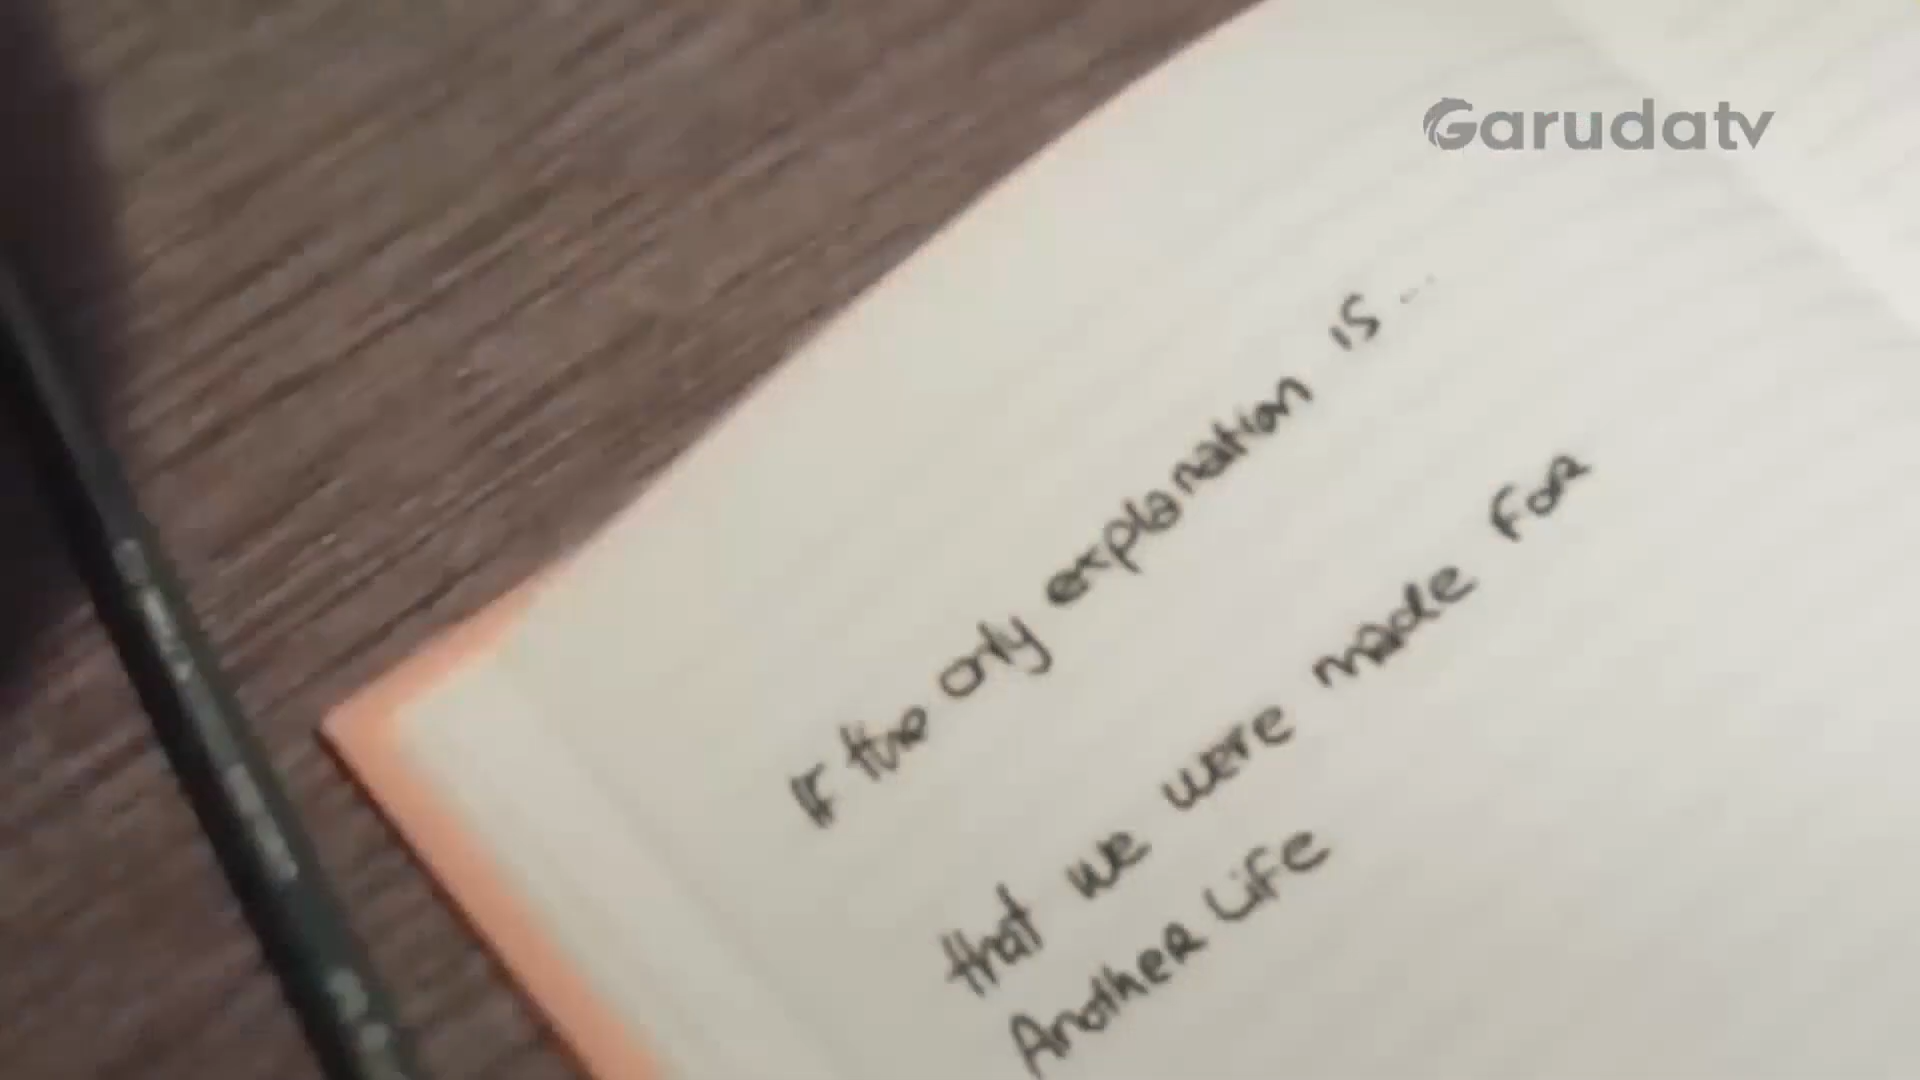 Garudatv
IF the only explanation is...
that we were made For
Another Life